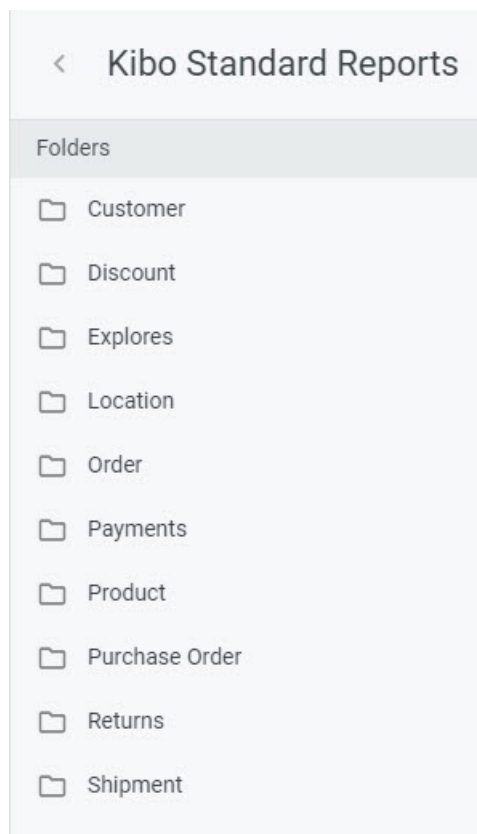 Kibo Standard Reports
Folders
Customer
Discount
Explores
Location
Order
Payments
Product
Purchase Order
Returns
Shipment